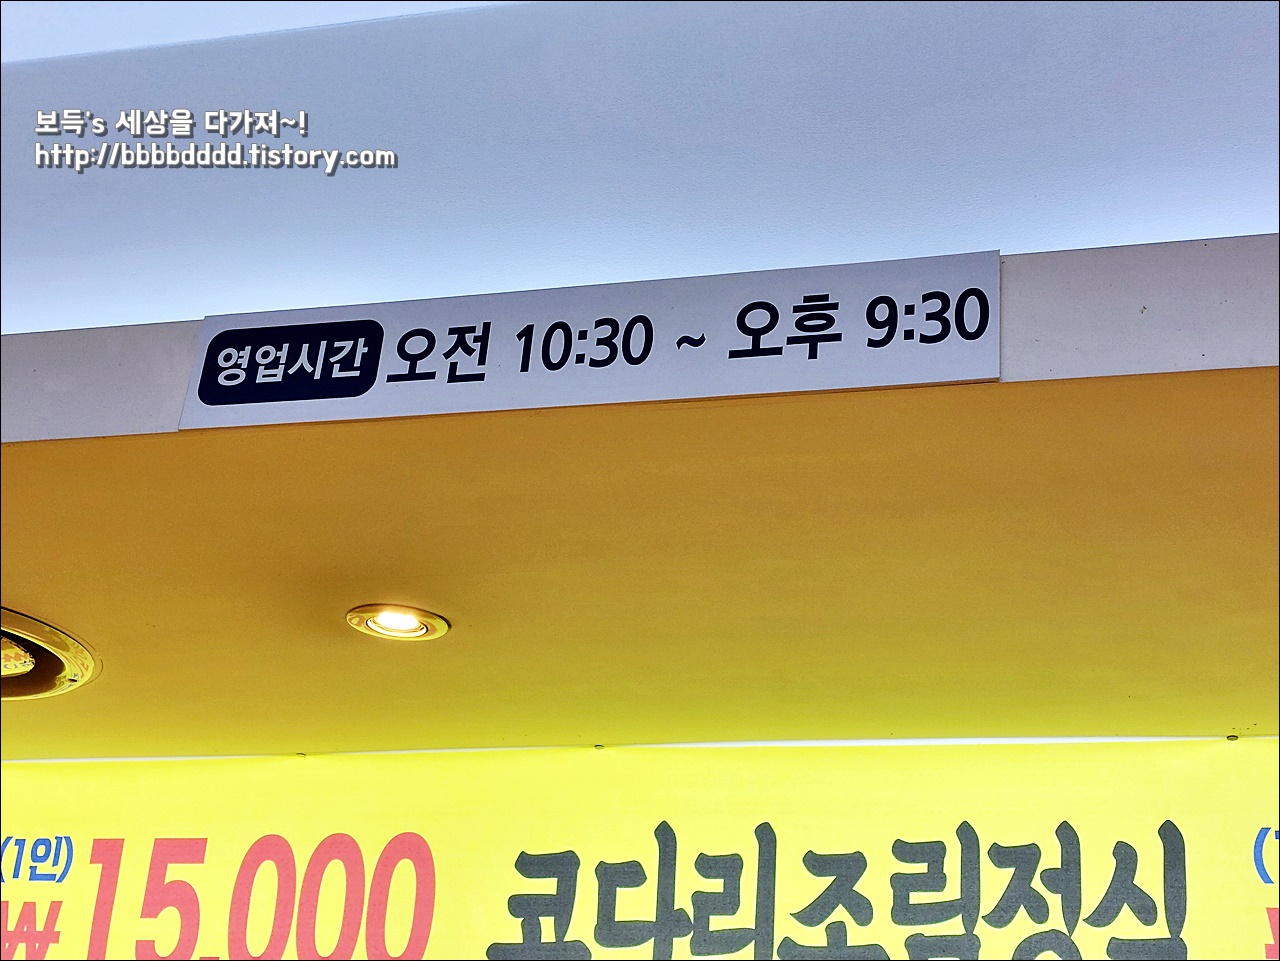 보득's 세상을 다가져~!
http://bbbbdddd.tistory.com
영업시간 오전 10:30 ~ 오후 9:30
(1인) ₩15,000 코다리조림정식